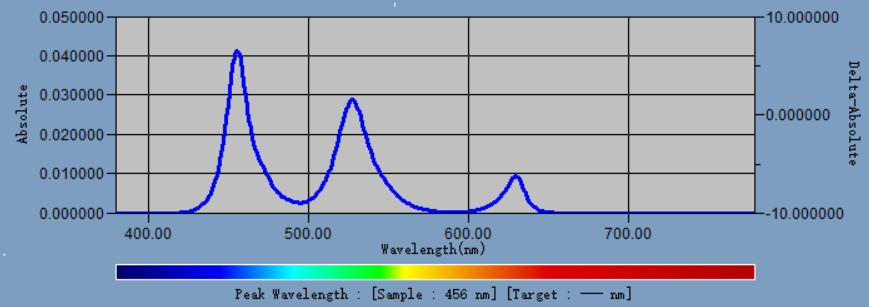 0.050000 10.000000
0.040000
0.030000
Absolute 0.020000 0.000000 Delta-Absolute
0.010000
0.000000 -10.000000
400.00 500.00 600.00 700.00
Wavelength(nm)
Peak Wavelength : [Sample : 456 nm] [Target : —— nm]